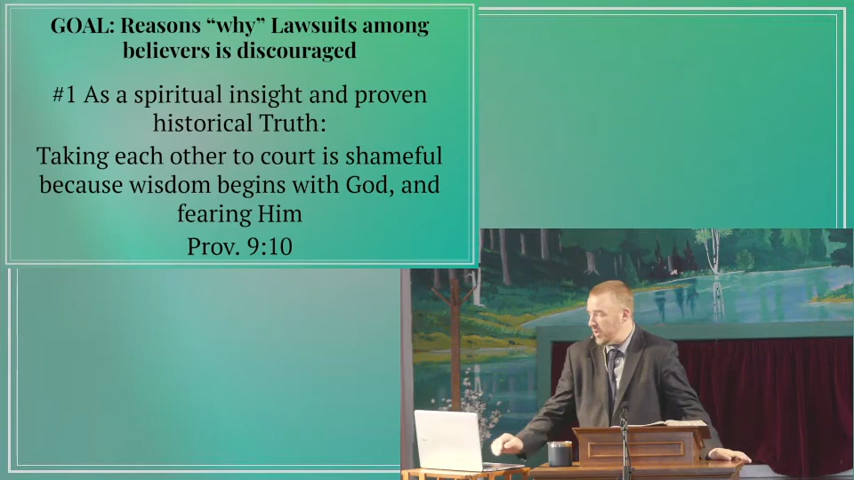 GOAL: Reasons “why” Lawsuits among
believers is discouraged
#1 As a spiritual insight and proven
historical Truth:
Taking each other to court is shameful
because wisdom begins with God, and
fearing Him
Prov. 9:10